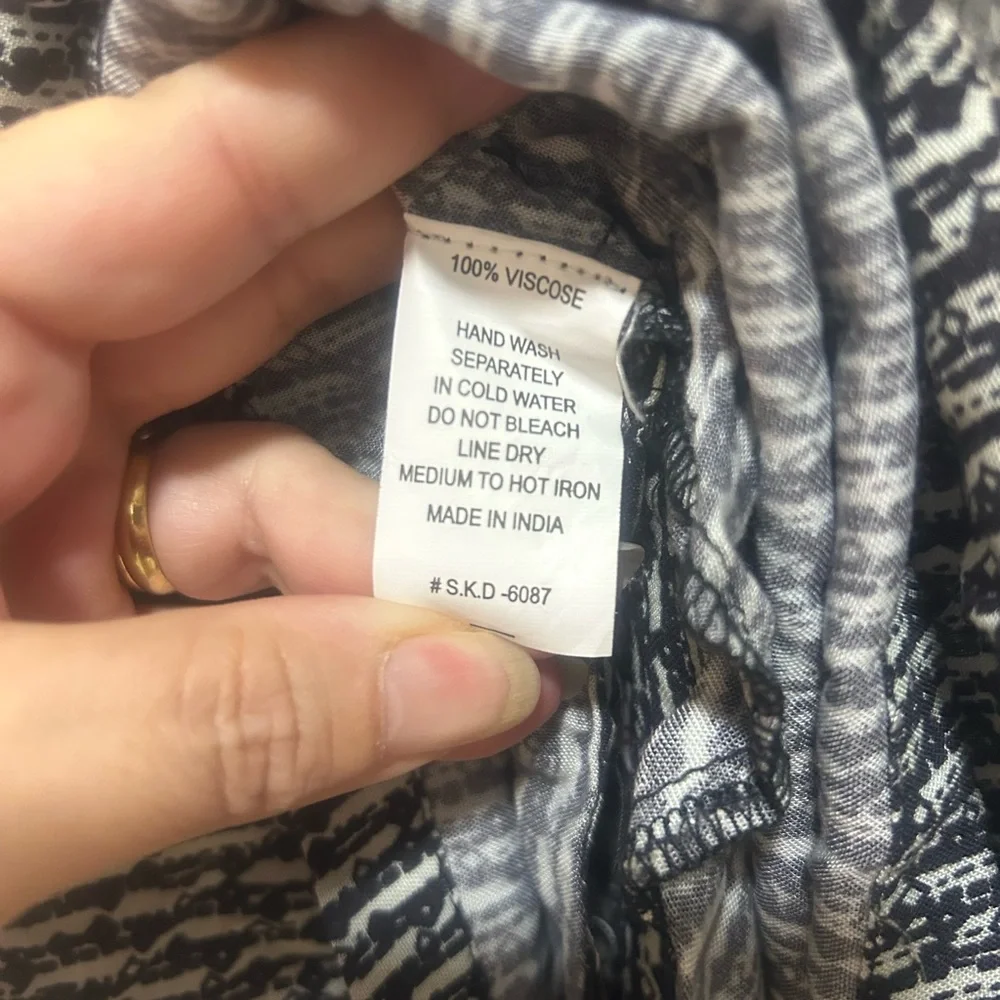 100% VISCOSE
HAND WASH
SEPARATELY
IN COLD WATER
DO NOT BLEACH
LINE DRY
MEDIUM TO HOT IRON
MADE IN INDIA
# S.K.D -6087